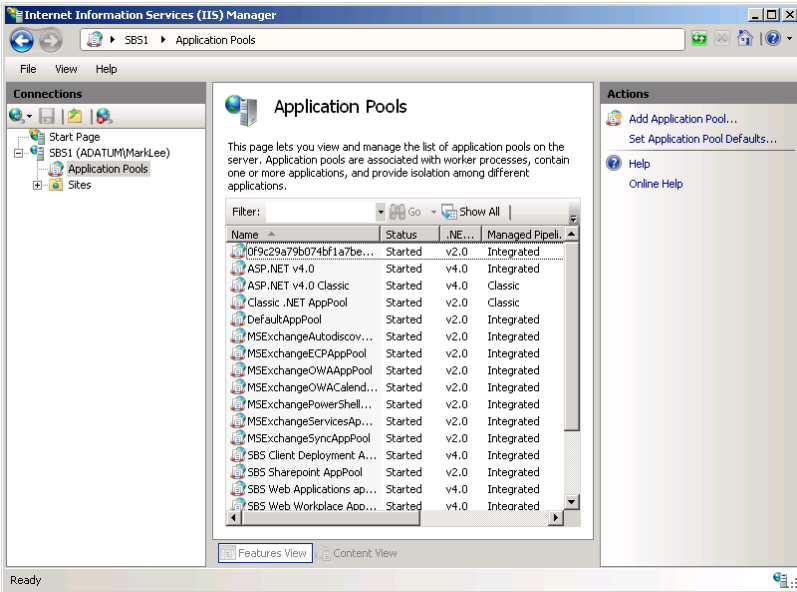 Internet Information Services (IIS) Manager
SBS1 Application Pools
File View Help
Connections
Start Page
SBS1 (ADATUM\MarkLee)
Application Pools
Sites
Application Pools
This page lets you view and manage the list of application pools on the
server. Application pools are associated with worker processes, contain
one or more applications, and provide isolation among different
applications.
Filter: Go Show All
Name Status .NE... Managed Pipeli.
0f9c29a79b074bf1a7be... Started v2.0 Integrated
ASP.NET v4.0 Started v4.0 Integrated
ASP.NET v4.0 Classic Started v4.0 Classic
Classic .NET AppPool Started v2.0 Classic
DefaultAppPool Started v2.0 Integrated
MSExchangeAutodiscov... Started v2.0 Integrated
MSExchangeECPAppPool Started v2.0 Integrated
MSExchangeOWAAppPool Started v2.0 Integrated
MSExchangeOWACalend... Started v2.0 Integrated
MSExchangePowerShell... Started v2.0 Integrated
MSExchangeServicesAp... Started v2.0 Integrated
MSExchangeSyncAppPool Started v2.0 Integrated
SBS Client Deployment A... Started v4.0 Integrated
SBS Sharepoint AppPool Started v2.0 Integrated
SBS Web Applications ap... Started v4.0 Integrated
SBS Web Workplace App... Started v4.0 Integrated
Features View Content View
Actions
Add Application Pool...
Set Application Pool Defaults...
Help
Online Help
Ready